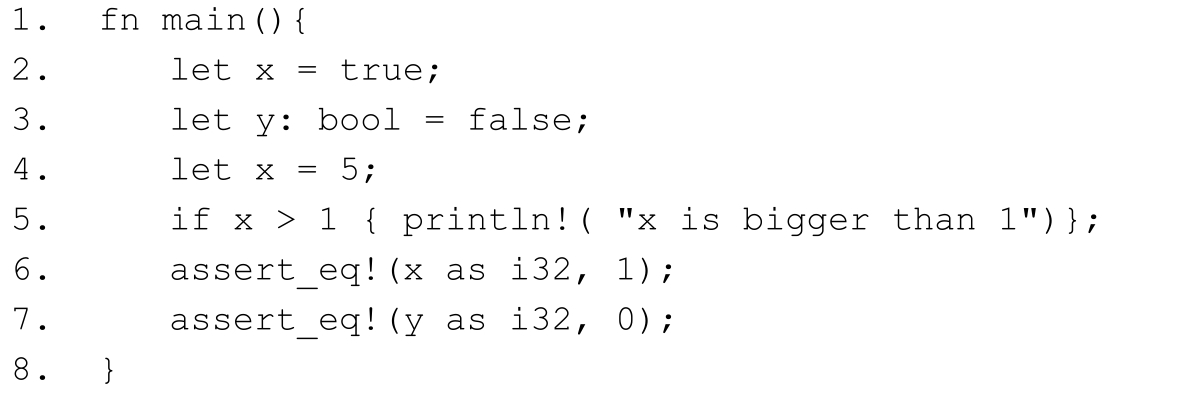 1. fn main(){
2. let x = true;
3. let y: bool = false;
4. let x = 5;
5. if x > 1 { println!( "x is bigger than 1")};
6. assert_eq!(x as i32, 1);
7. assert_eq!(y as i32, 0);
8. }